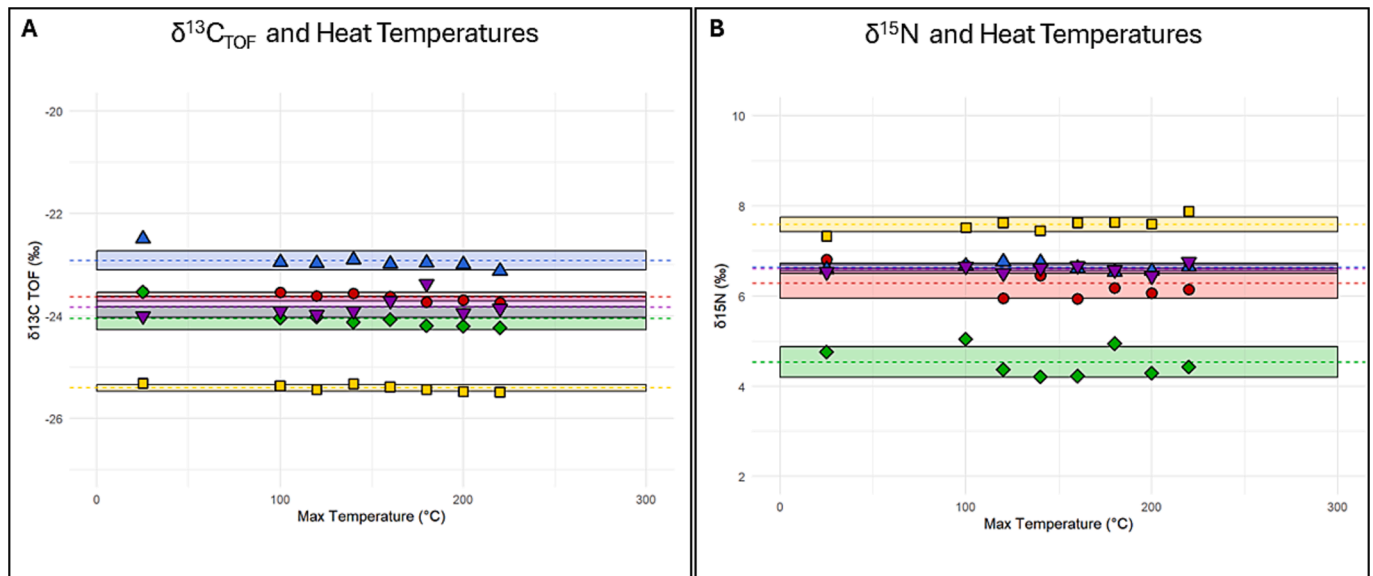 A
δ¹³C_TOF and Heat Temperatures
-20
-22
-24
-26
δ13C TOF (‰)
0
100
200
300
Max Temperature (°C)
B
δ¹⁵N and Heat Temperatures
10
8
6
4
2
δ15N (‰)
0
100
200
300
Max Temperature (°C)